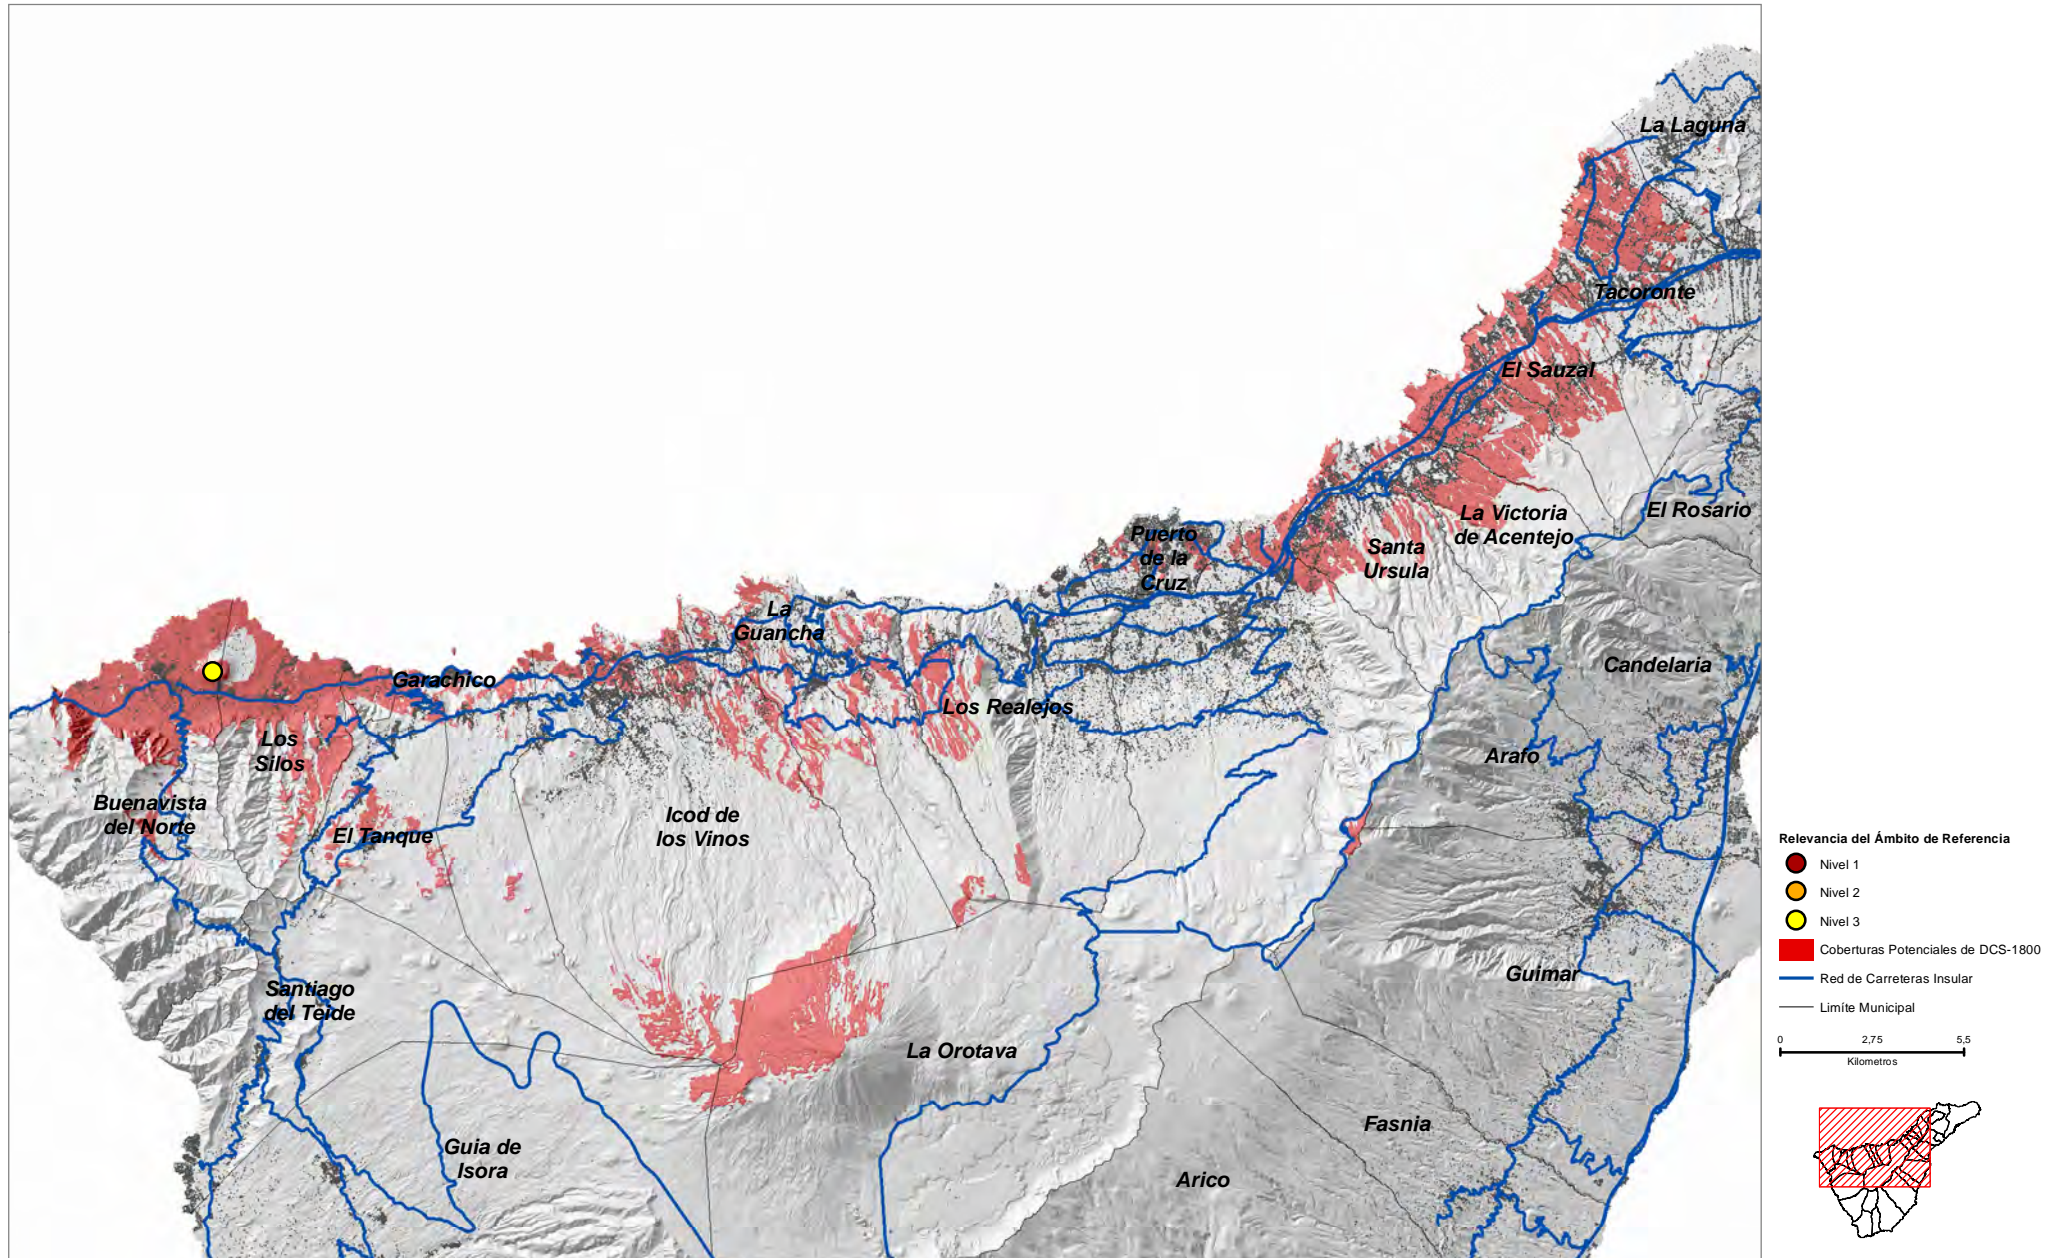 La Laguna
Tacoronte
El Sauzal
El Rosario
La Victoria
de Acentejo
Santa
Ursula
Puerto
de la
Cruz
La
Guancha
Candelaria
Garachico
Los Realejos
Los
Silos
Arafo
Buenavista
del Norte
El Tanque
Icod de
los Vinos
Guimar
Santiago
del Teide
La Orotava
Fasnia
Guia de
Isora
Arico
Relevancia del Ámbito de Referencia
Nivel 1
Nivel 2
Nivel 3
Coberturas Potenciales de DCS-1800
Red de Carreteras Insular
Limíte Municipal
0 2,75 5,5
Kilometros